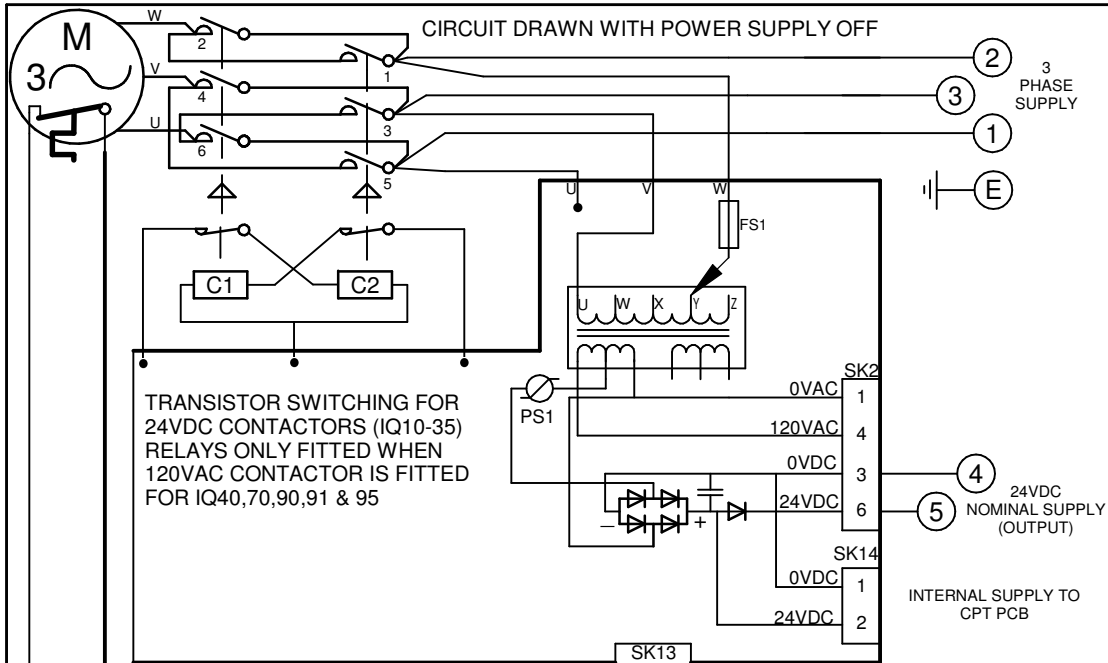 CIRCUIT DRAWN WITH POWER SUPPLY OFF
M
3
W
V
U
2
4
6
1
3
5
2
3
1
E
3
PHASE
SUPPLY
U
V
W
FS1
C1
C2
U
W
X
Y
Z
TRANSISTOR SWITCHING FOR
24VDC CONTACTORS (IQ10-35)
RELAYS ONLY FITTED WHEN
120VAC CONTACTOR IS FITTED
FOR IQ40,70,90,91 & 95
PS1
SK2
0VAC 1
120VAC 4
0VDC 3
24VDC 6
– +
4
5
24VDC
NOMINAL SUPPLY
(OUTPUT)
SK14
0VDC 1
24VDC 2
INTERNAL SUPPLY TO
CPT PCB
SK13